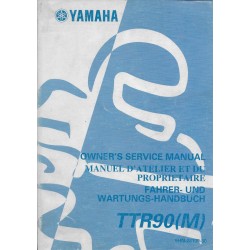 YAMAHA
OWNER'S SERVICE MANUAL
MANUEL D'ATELIER ET DU
PROPRIETAIRE
FAHRER- UND
WARTUNGS-HANDBUCH
TTR90(M)